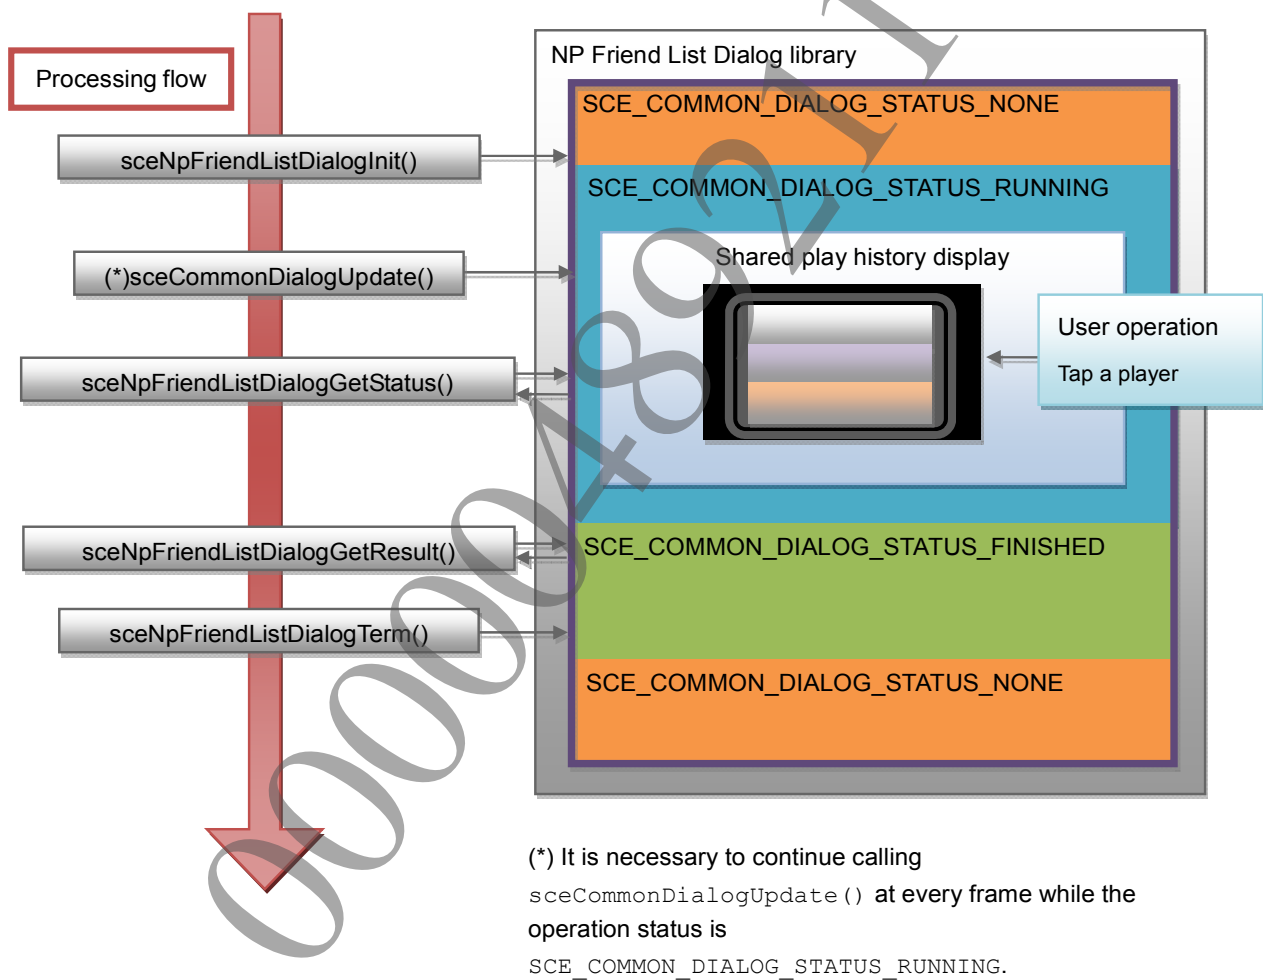 Processing flow
NP Friend List Dialog library
SCE_COMMON_DIALOG_STATUS_NONE
sceNpFriendListDialogInit()
SCE_COMMON_DIALOG_STATUS_RUNNING
(*)sceCommonDialogUpdate()
Shared play history display
User operation
Tap a player
sceNpFriendListDialogGetStatus()
sceNpFriendListDialogGetResult()
SCE_COMMON_DIALOG_STATUS_FINISHED
sceNpFriendListDialogTerm()
SCE_COMMON_DIALOG_STATUS_NONE
(*) It is necessary to continue calling
sceCommonDialogUpdate() at every frame while the
operation status is
SCE_COMMON_DIALOG_STATUS_RUNNING.